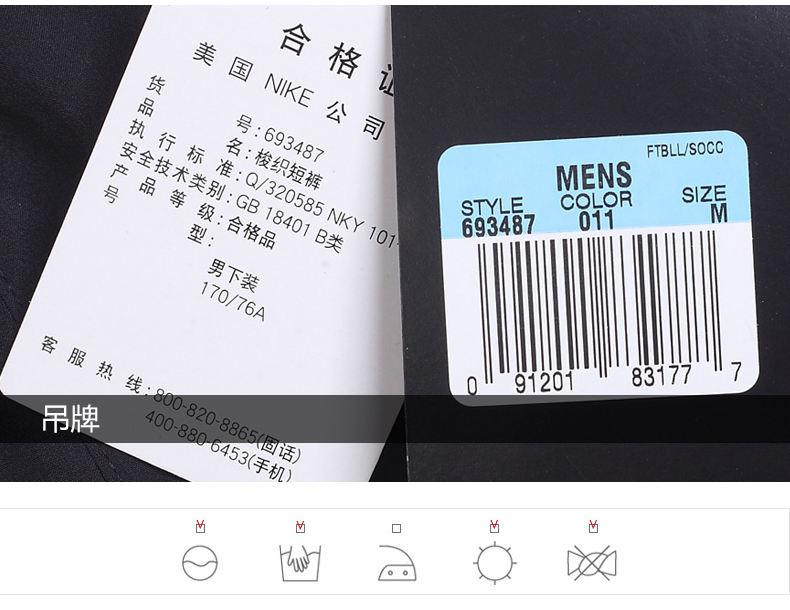 合格证
美国 NIKE 公司
货号：693487
品名：梭织短裤
执行标准：Q/320585 NKY 101-
安全技术类别：GB 18401 B类
产品等级：合格品
号型：
男下装
170/76A
客服热线：800-820-8865(固话)
400-880-6453(手机)
FTBLL/SOCC
MENS
STYLE COLOR SIZE
693487 011 M
0 91201 83177 7
吊牌